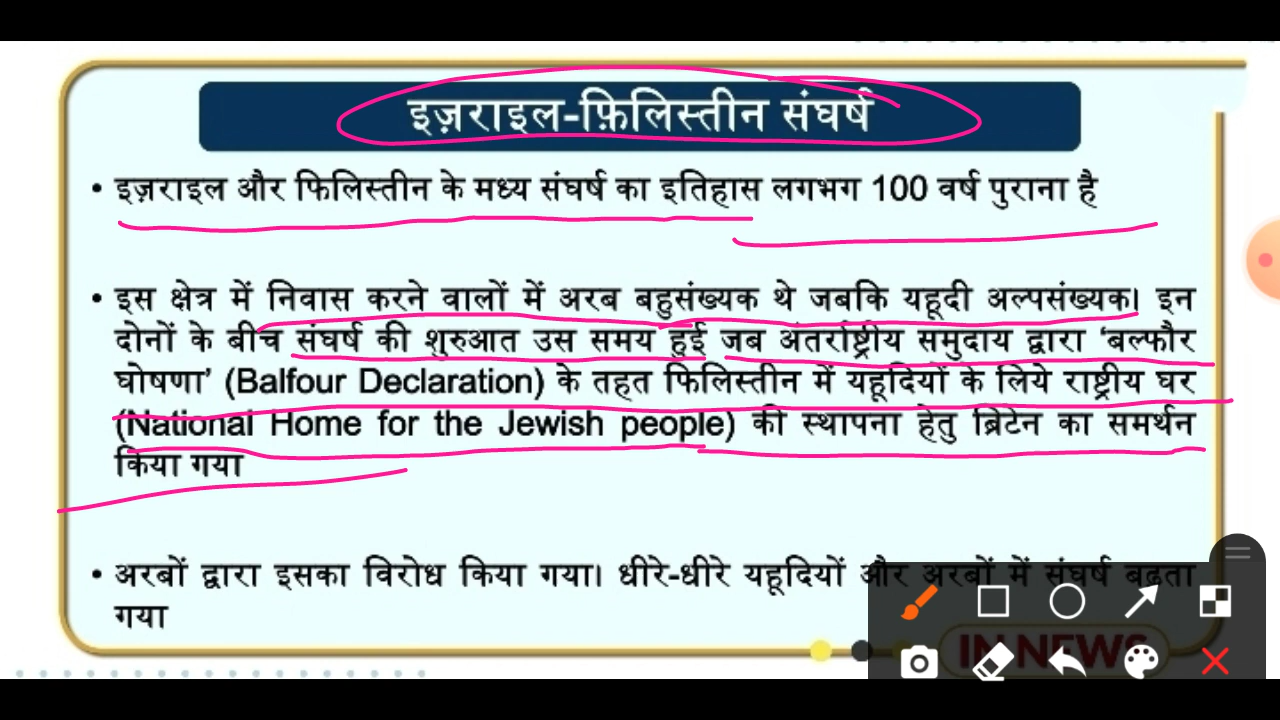 इज़राइल-फ़िलिस्तीन संघर्ष
• इज़राइल और फिलिस्तीन के मध्य संघर्ष का इतिहास लगभग 100 वर्ष पुराना है
• इस क्षेत्र में निवास करने वालों में अरब बहुसंख्यक थे जबकि यहूदी अल्पसंख्यक। इन
दोनों के बीच संघर्ष की शुरुआत उस समय हुई जब अंतर्राष्ट्रीय समुदाय द्वारा ‘बल्फौर
घोषणा’ (Balfour Declaration) के तहत फिलिस्तीन में यहूदियों के लिये राष्ट्रीय घर
(National Home for the Jewish people) की स्थापना हेतु ब्रिटेन का समर्थन
किया गया
• अरबों द्वारा इसका विरोध किया गया। धीरे-धीरे यहूदियों और अरबों में संघर्ष बढ़ता
गया
IN NEWS